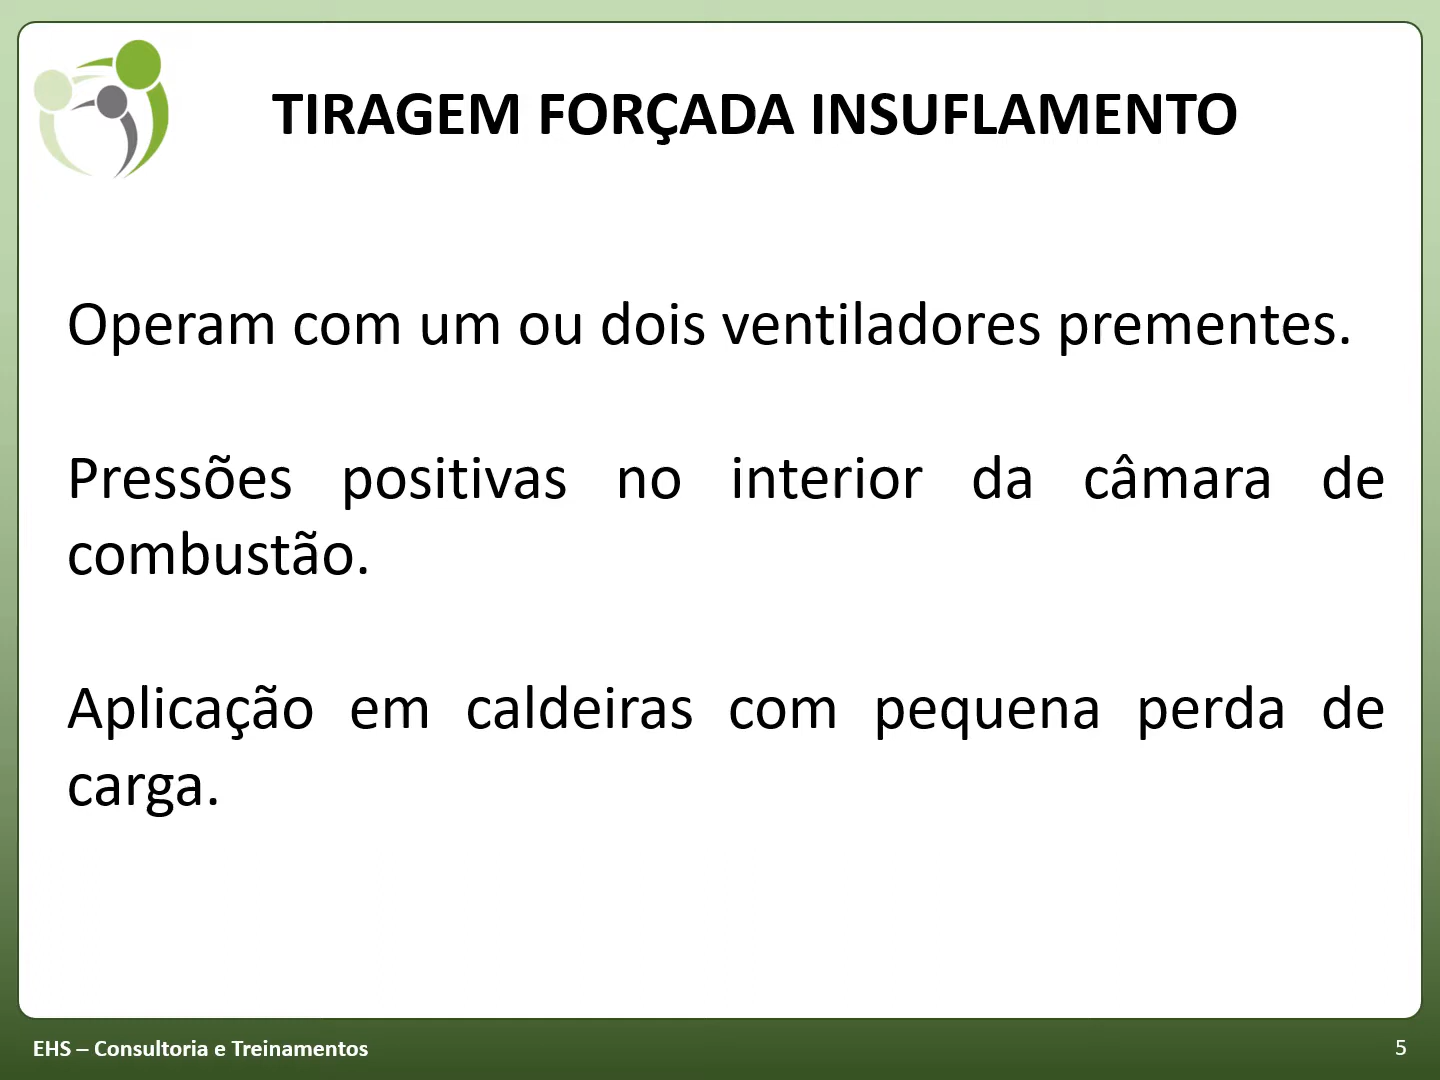 TIRAGEM FORÇADA INSUFLAMENTO
Operam com um ou dois ventiladores prementes.
Pressões positivas no interior da câmara de
combustão.
Aplicação em caldeiras com pequena perda de
carga.
EHS – Consultoria e Treinamentos
5